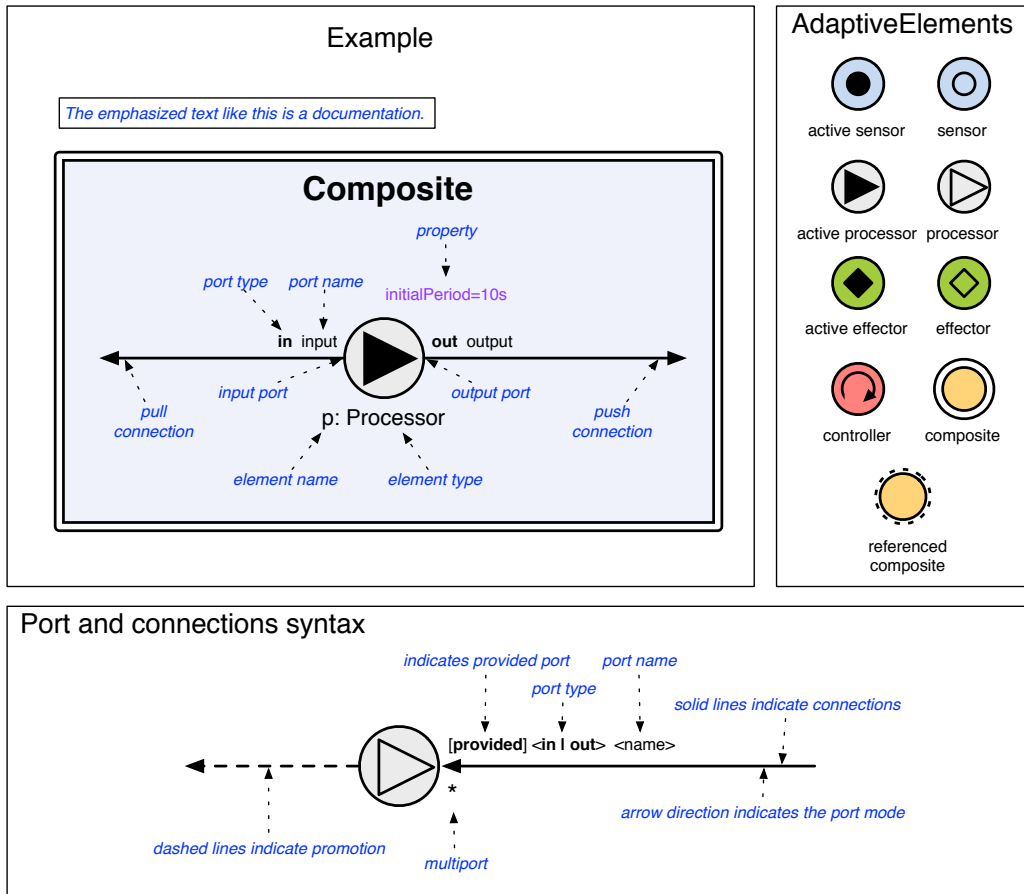 Example
The emphasized text like this is a documentation.
Composite
property
port type
port name
initialPeriod=10s
in input
out output
input port
output port
pull
connection
push
connection
p: Processor
element name
element type
AdaptiveElements
active sensor
sensor
active processor
processor
active effector
effector
controller
composite
referenced
composite
Port and connections syntax
indicates provided port
port name
port type
solid lines indicate connections
[provided] <in | out> <name>
*
arrow direction indicates the port mode
dashed lines indicate promotion
multiport